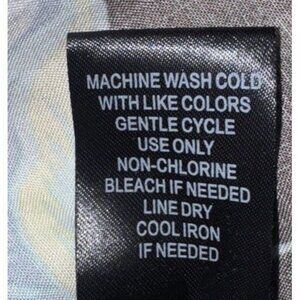 MACHINE WASH COLD
WITH LIKE COLORS
GENTLE CYCLE
USE ONLY
NON-CHLORINE
BLEACH IF NEEDED
LINE DRY
COOL IRON
IF NEEDED